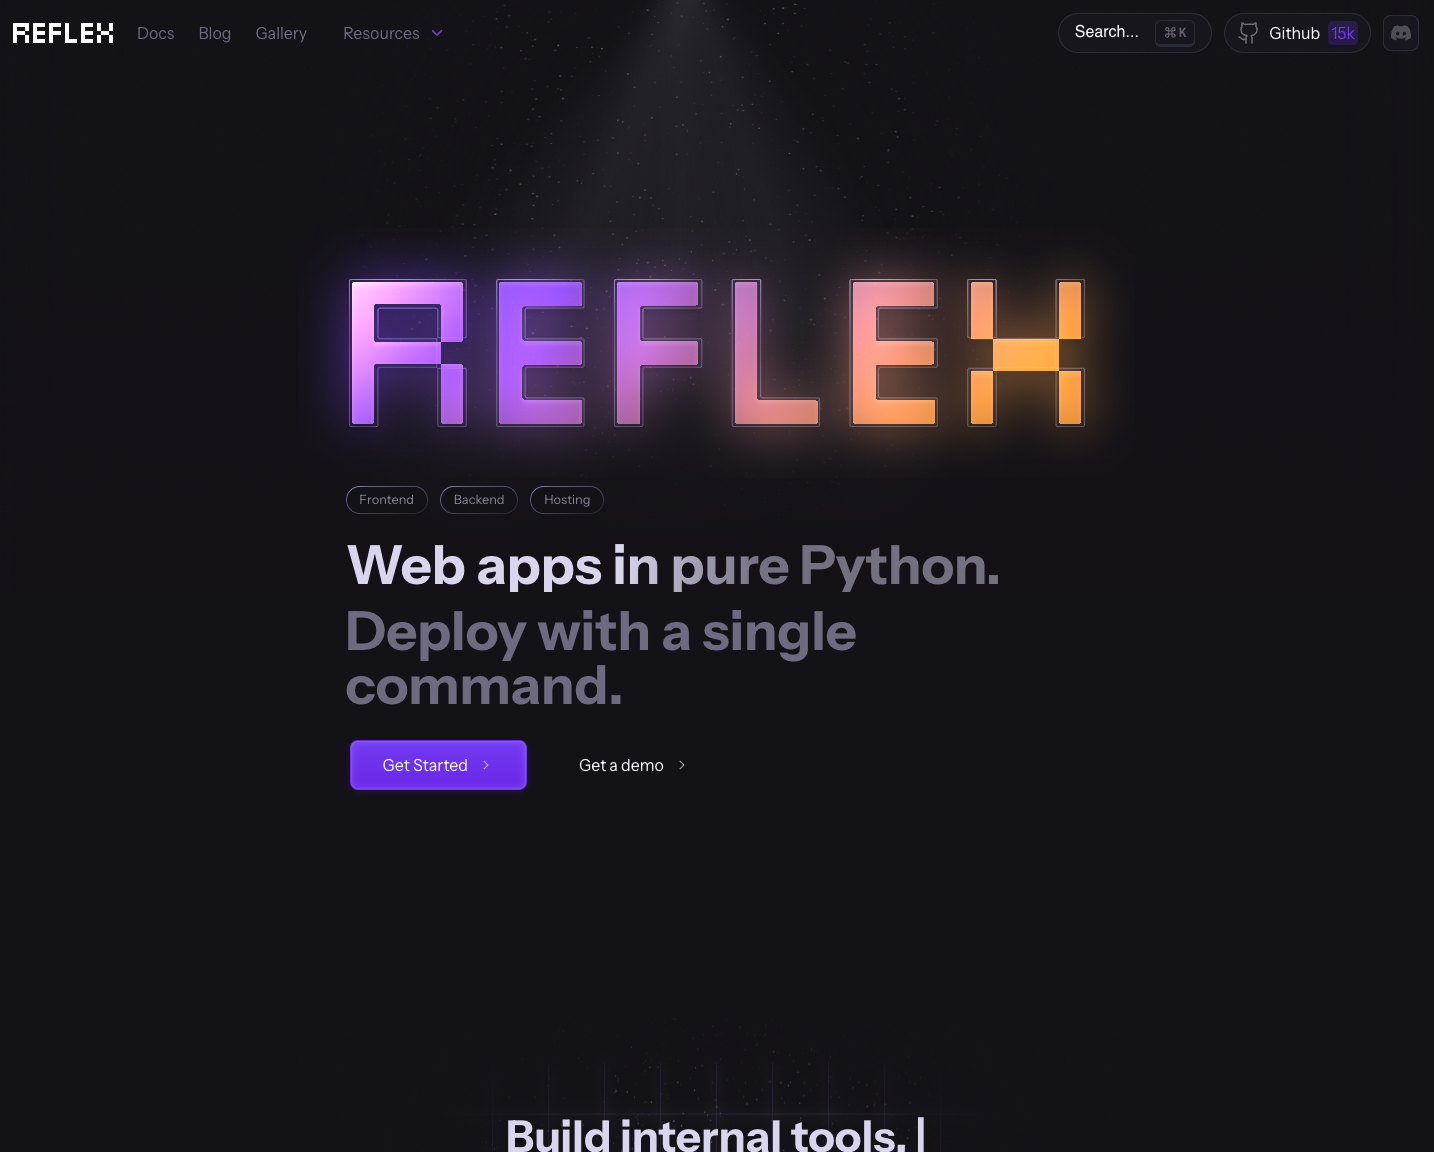 REFLEX Docs Blog Gallery Resources Search... ⌘K Github 15k
REFLEX
Frontend Backend Hosting
Web apps in pure Python.
Deploy with a single
command.
Get Started Get a demo
Build internal tools.